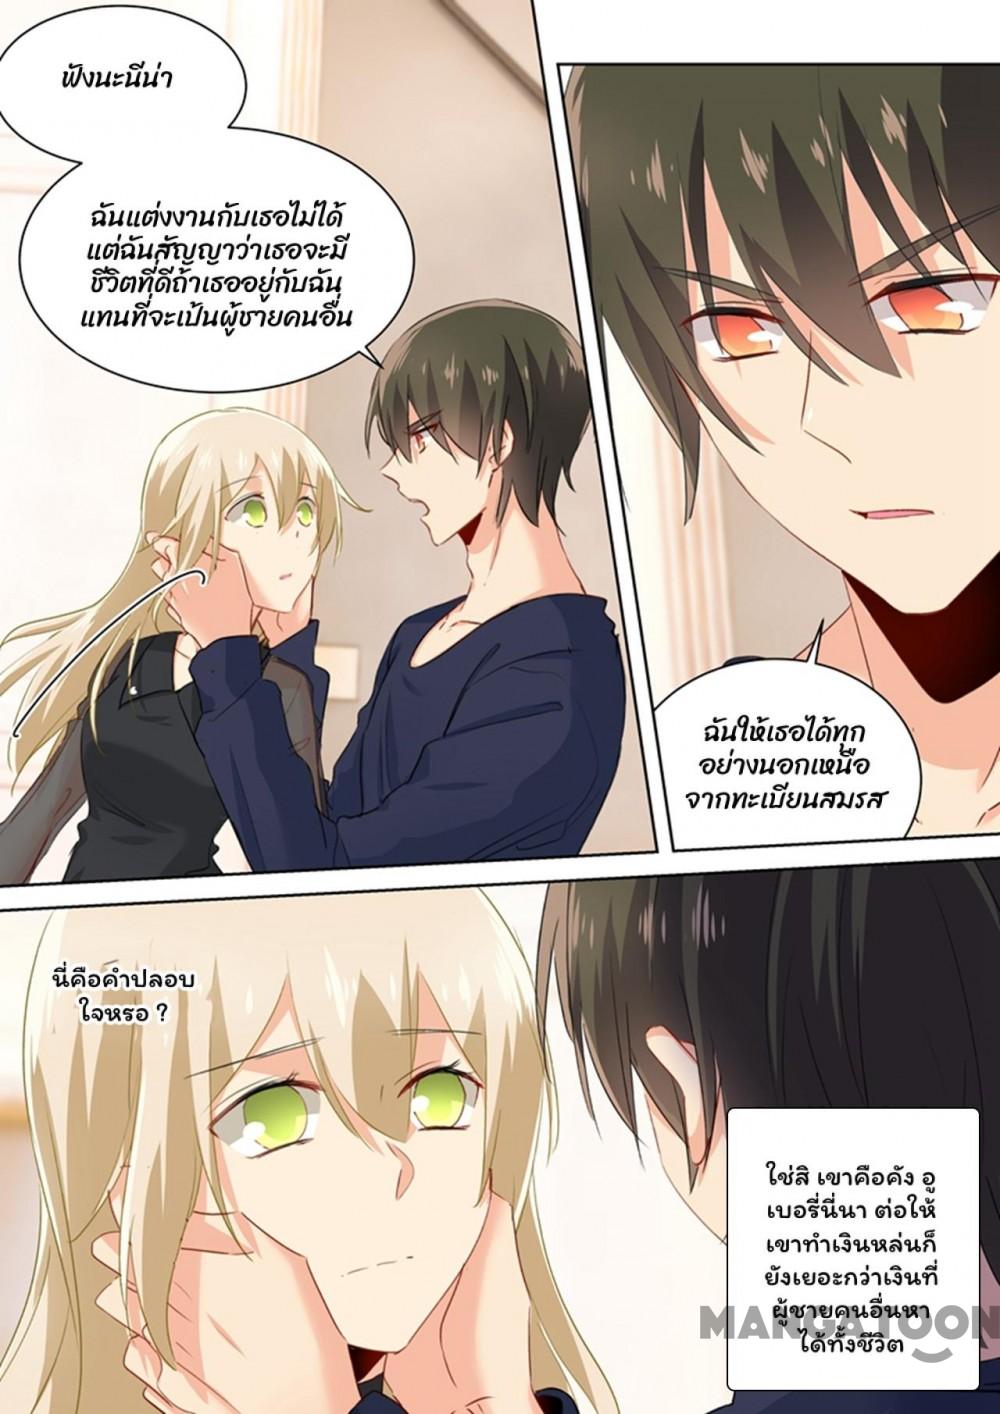 ฟังนะนีน่า
ฉันแต่งงานกับเธอไม่ได้
แต่ฉันสัญญาว่าเธอจะมี
ชีวิตที่ดีถ้าเธออยู่กับฉัน
แทนที่จะเป็นผู้ชายคนอื่น
ฉันให้เธอได้ทุก
อย่างนอกเหนือ
จากทะเบียนสมรส
นี่คือคำปลอบ
ใจหรอ ?
ใช่สิ เขาคือคัง อู
เบอรี่นี่นา ต่อให้
เขาทำเงินหล่นก็
ยังเยอะกว่าเงินที่
ผู้ชายคนอื่นหา
ได้ทั้งชีวิต
MANGATOON